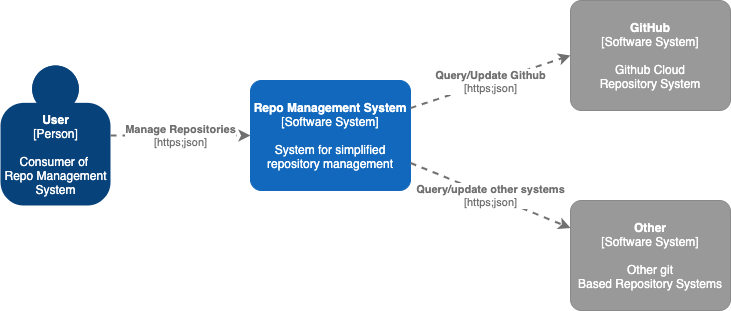 User
[Person]
Consumer of
Repo Management
System
Manage Repositories
[https;json]
Repo Management System
[Software System]
System for simplified
repository management
Query/Update Github
[https;json]
GitHub
[Software System]
Github Cloud
Repository System
Query/update other systems
[https;json]
Other
[Software System]
Other git
Based Repository Systems